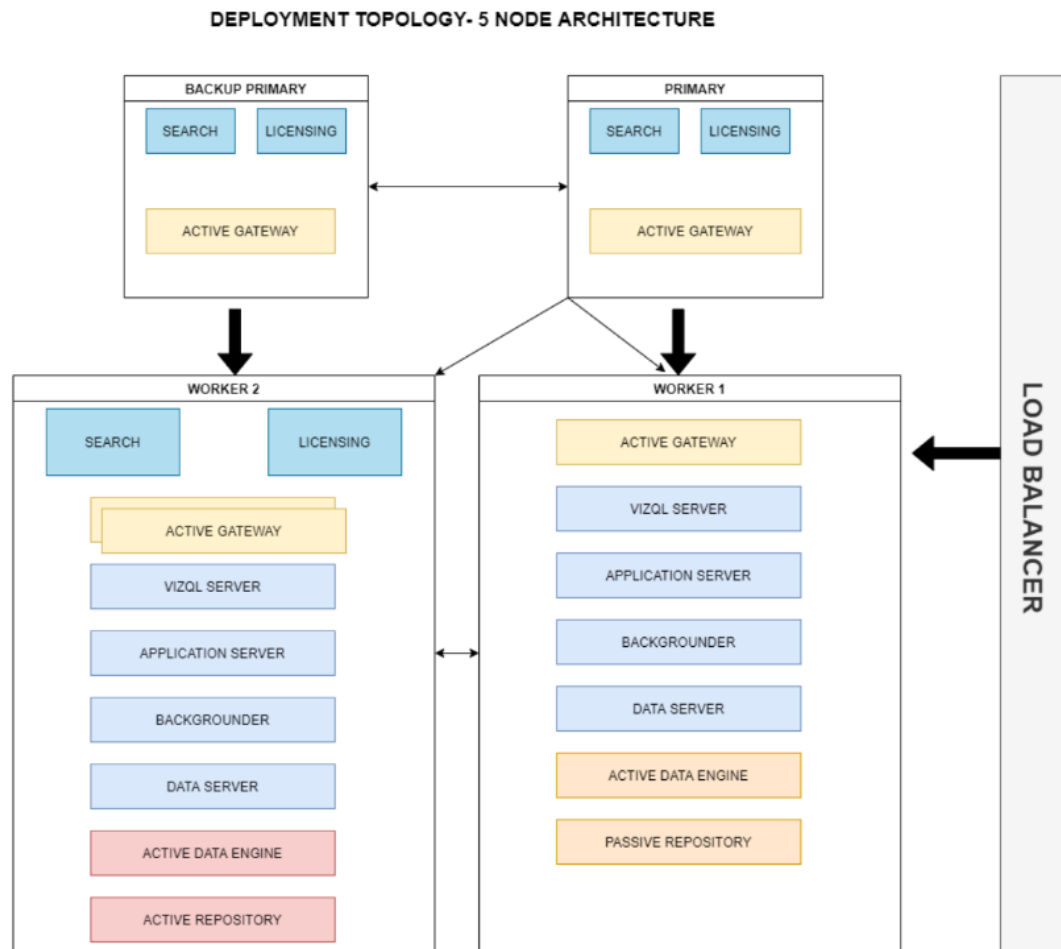 DEPLOYMENT TOPOLOGY- 5 NODE ARCHITECTURE
BACKUP PRIMARY
SEARCH
LICENSING
ACTIVE GATEWAY
PRIMARY
SEARCH
LICENSING
ACTIVE GATEWAY
WORKER 2
SEARCH
LICENSING
ACTIVE GATEWAY
VIZQL SERVER
APPLICATION SERVER
BACKGROUNDER
DATA SERVER
ACTIVE DATA ENGINE
ACTIVE REPOSITORY
WORKER 1
ACTIVE GATEWAY
VIZQL SERVER
APPLICATION SERVER
BACKGROUNDER
DATA SERVER
ACTIVE DATA ENGINE
PASSIVE REPOSITORY
LOAD BALANCER